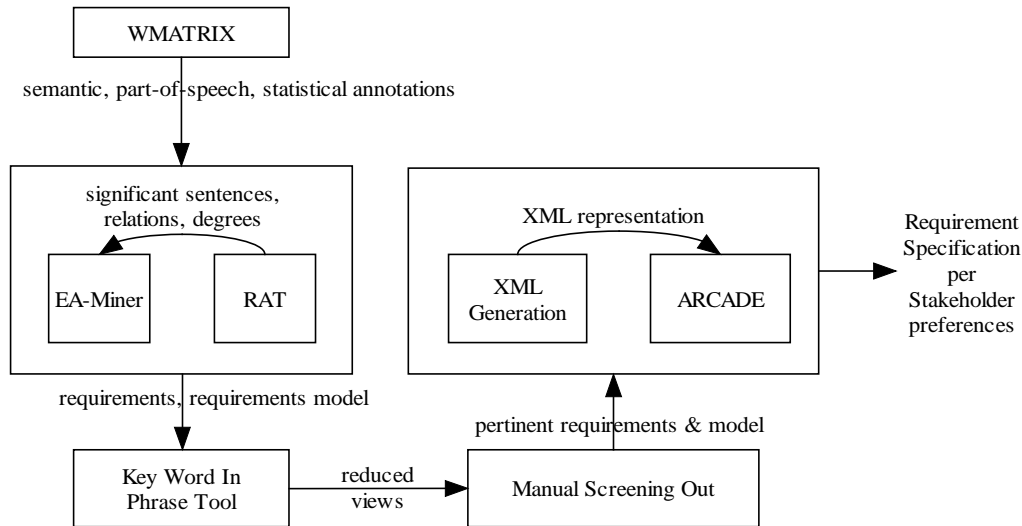 WMATRIX
semantic, part-of-speech, statistical annotations
significant sentences,
relations, degrees
EA-Miner
RAT
requirements, requirements model
Key Word In
Phrase Tool
reduced
views
Manual Screening Out
pertinent requirements & model
XML representation
XML
Generation
ARCADE
Requirement
Specification
per
Stakeholder
preferences